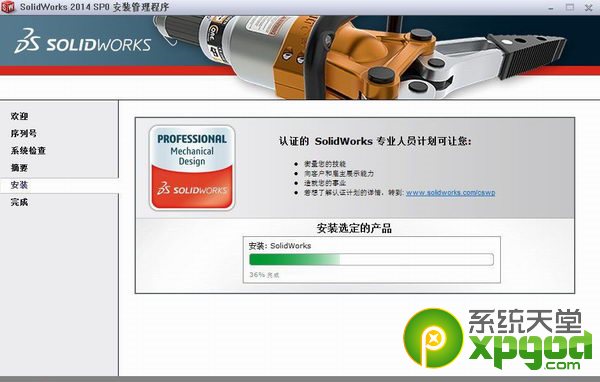 SolidWorks 2014 SP0 安装管理程序
SOLIDWORKS
欢迎
序列号
系统检查
摘要
安装
完成
PROFESSIONAL
Mechanical
Design
SOLIDWORKS
认证的 SolidWorks 专业人员计划可让您:
衡量您的技能
向客户和雇主展示能力
进取您的事业
若想了解认证计划的详情，转到: www.solidworks.com/cswp
安装选定的产品
安装: SolidWorks
36% 完成
系统天堂
xpgod.com